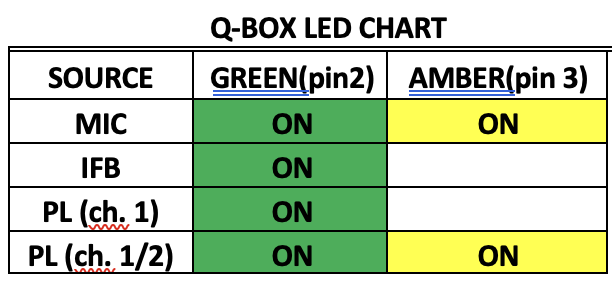 Q-BOX LED CHART
SOURCE GREEN(pin2) AMBER(pin 3)
MIC ON ON
IFB ON
PL (ch. 1) ON
PL (ch. 1/2) ON ON